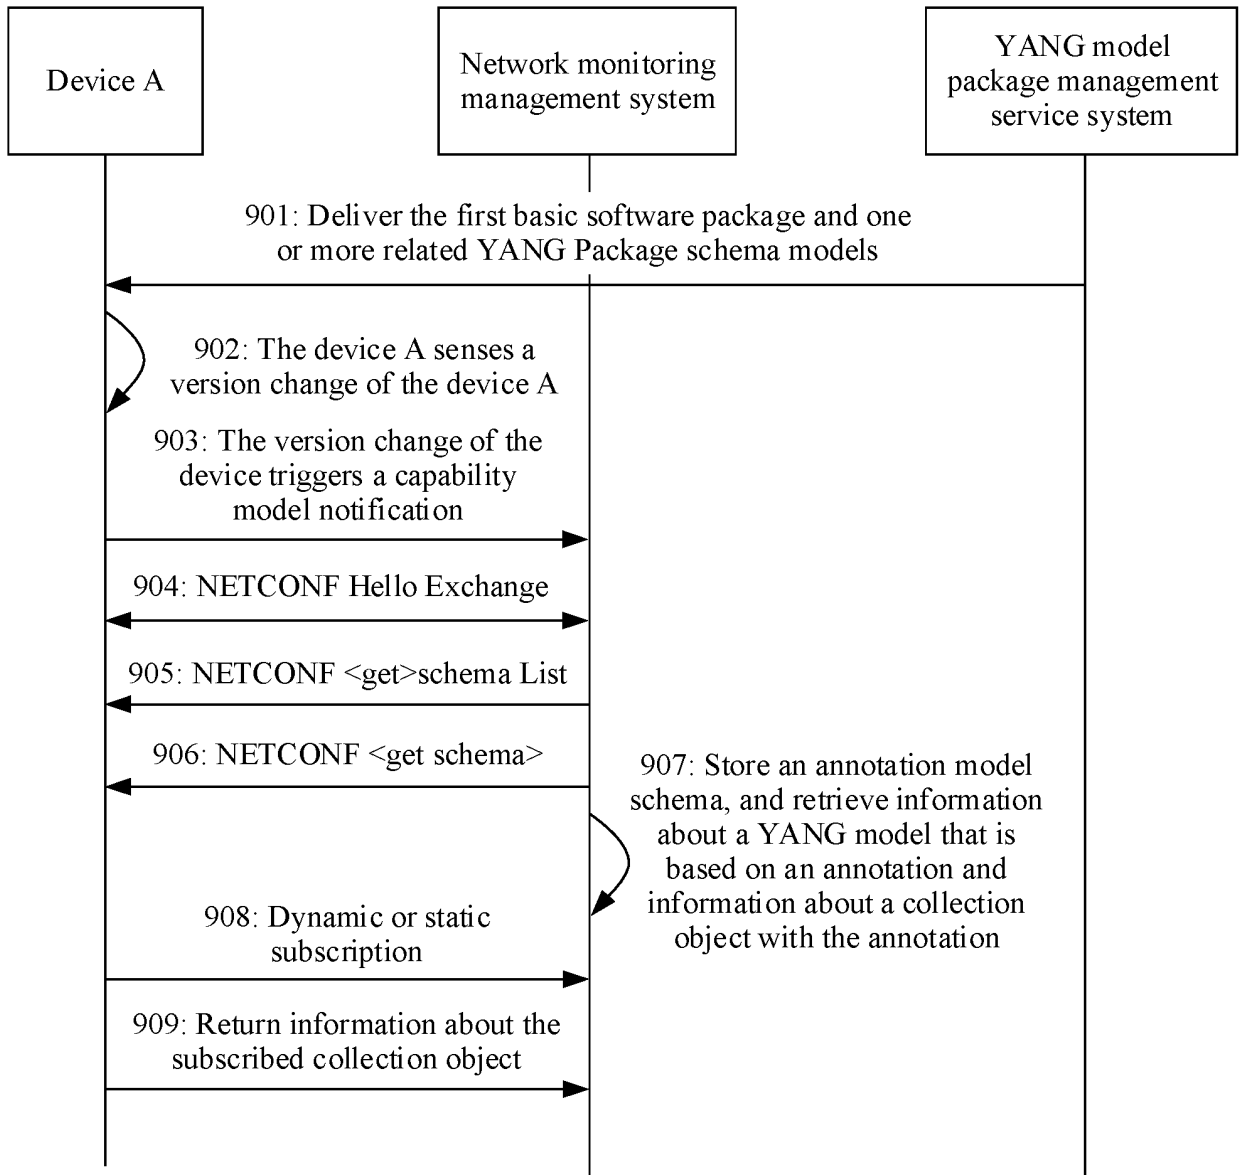 Device A
Network monitoring
management system
YANG model
package management
service system
901: Deliver the first basic software package and one
or more related YANG Package schema models
902: The device A senses a
version change of the device A
903: The version change of the
device triggers a capability
model notification
904: NETCONF Hello Exchange
905: NETCONF <get>schema List
906: NETCONF <get schema>
907: Store an annotation model
schema, and retrieve information
about a YANG model that is
based on an annotation and
information about a collection
object with the annotation
908: Dynamic or static
subscription
909: Return information about the
subscribed collection object